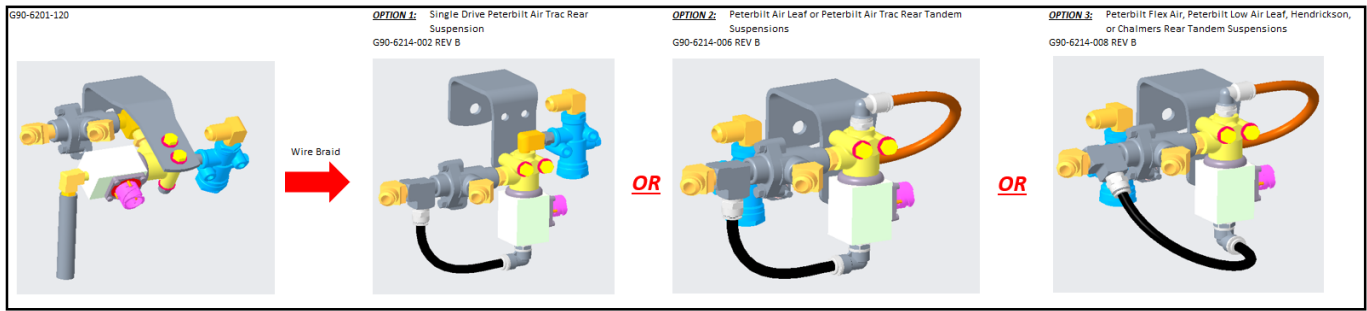 G90-6201-120
OPTION 1: Single Drive Peterbilt Air Trac Rear
Suspension
G90-6214-002 REV B
OPTION 2: Peterbilt Air Leaf or Peterbilt Air Trac Rear Tandem
Suspensions
G90-6214-006 REV B
OPTION 3: Peterbilt Flex Air, Peterbilt Low Air Leaf, Hendrickson,
or Chalmers Rear Tandem Suspensions
G90-6214-008 REV B
Wire Braid
OR
OR